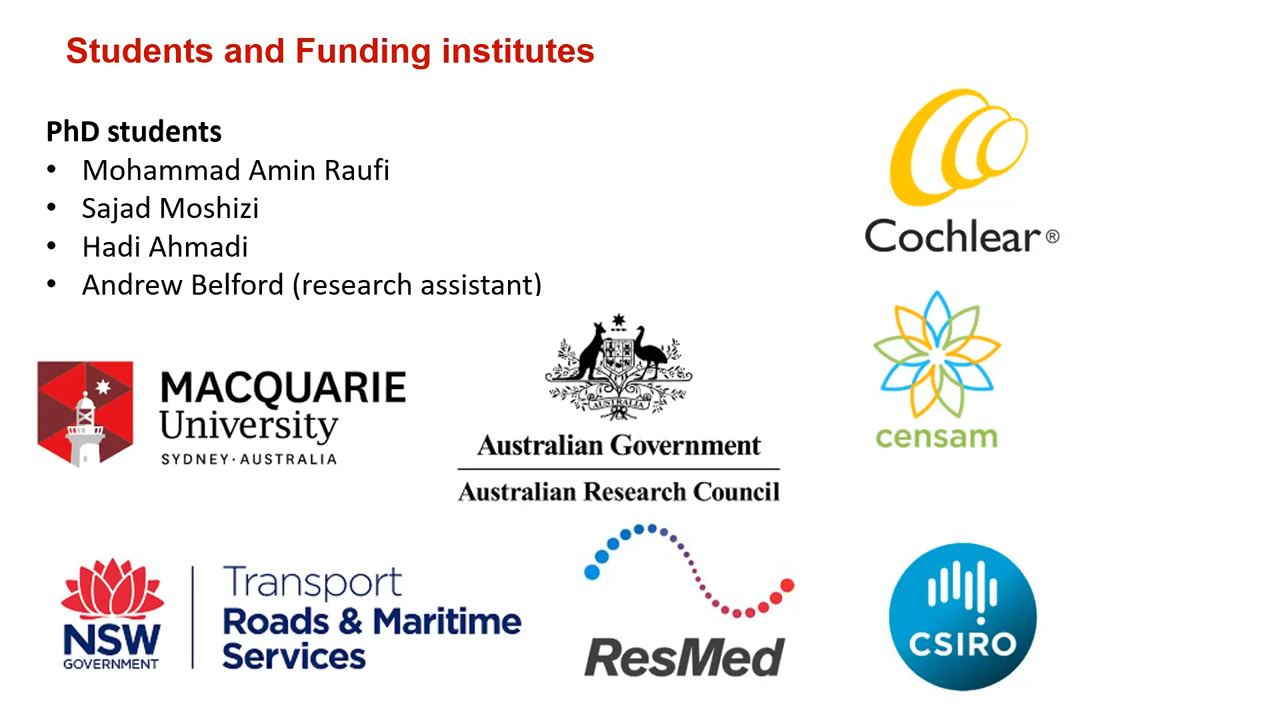 Students and Funding institutes
PhD students
• Mohammad Amin Raufi
• Sajad Moshizi
• Hadi Ahmadi
• Andrew Belford (research assistant)
Cochlear®
censam
MACQUARIE
University
SYDNEY·AUSTRALIA
AUSTRALIA
Australian Government
Australian Research Council
NSW
GOVERNMENT
Transport
Roads & Maritime
Services
ResMed
CSIRO